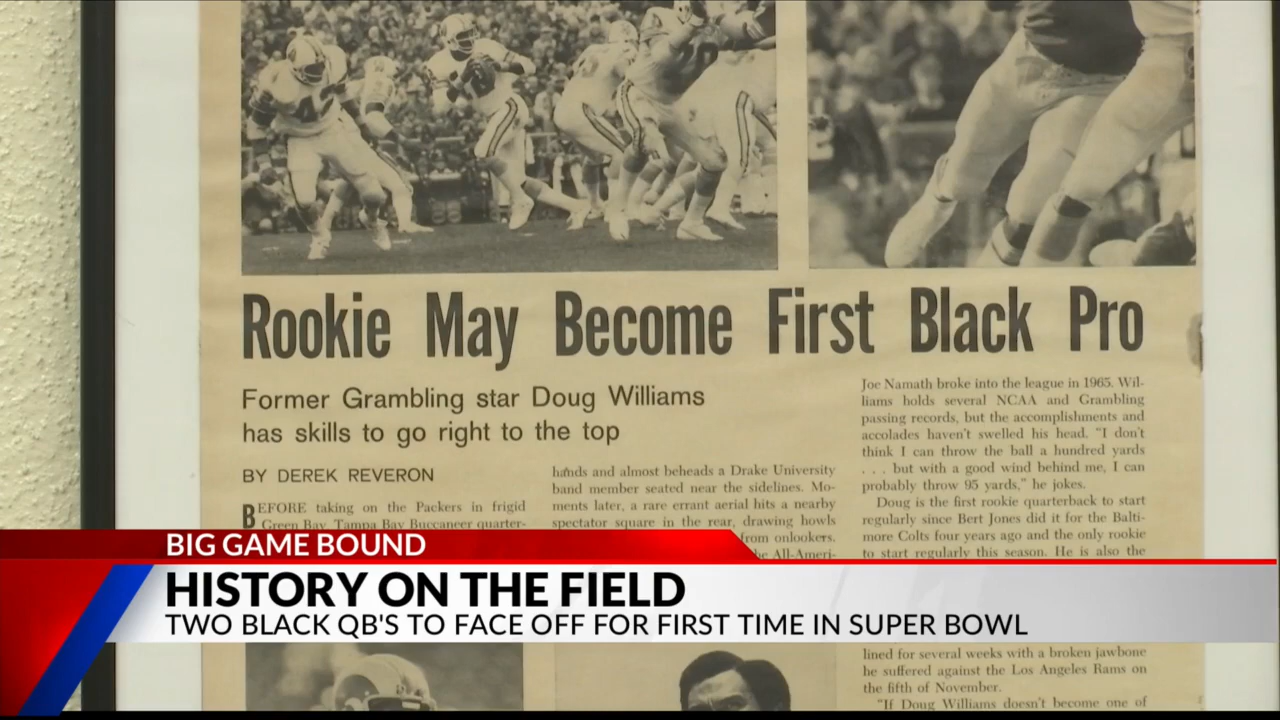 Rookie May Become First Black Pro
Former Grambling star Doug Williams
has skills to go right to the top
BY DEREK REVERON
BEFORE taking on the Packers in frigid
Green Bay, Tampa Bay Buccaneer quarter-
hands and almost beheads a Drake University
band member seated near the sidelines. Mo-
ments later, a rare errant aerial hits a nearby
spectator square in the rear, drawing howls
from onlookers.
he All-Ameri-
Joe Namath broke into the league in 1965. Wil-
liams holds several NCAA and Grambling
passing records, but the accomplishments and
accolades haven't swelled his head. "I don't
think I can throw the ball a hundred yards
. . . but with a good wind behind me, I can
probably throw 95 yards," he jokes.
Doug is the first rookie quarterback to start
regularly since Bert Jones did it for the Balti-
more Colts four years ago and the only rookie
to start regularly this season. He is also the
BIG GAME BOUND
HISTORY ON THE FIELD
TWO BLACK QB'S TO FACE OFF FOR FIRST TIME IN SUPER BOWL
lined for several weeks with a broken jawbone
he suffered against the Los Angeles Rams on
the fifth of November.
"If Doug Williams doesn't become one of